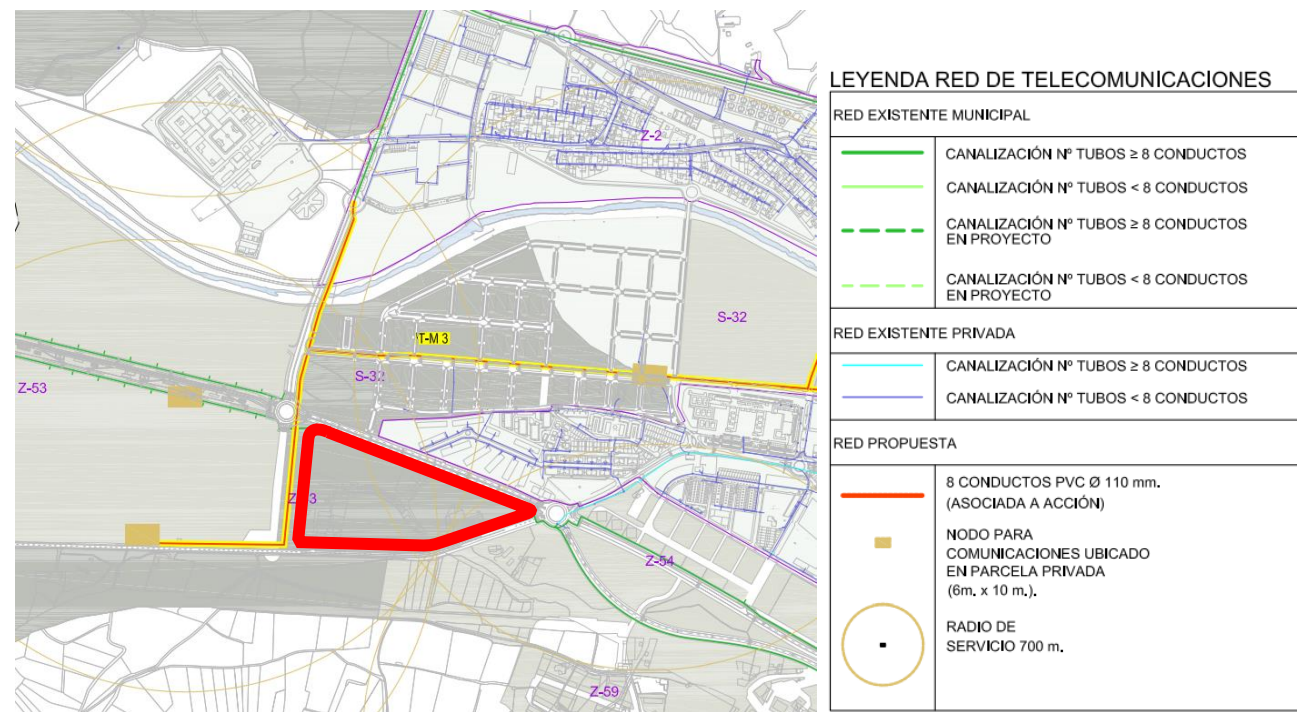 Z-2
S-32
T-M 3
S-32
Z-53
Z-54
Z-59
LEYENDA RED DE TELECOMUNICACIONES
RED EXISTENTE MUNICIPAL
CANALIZACIÓN Nº TUBOS ≥ 8 CONDUCTOS
CANALIZACIÓN Nº TUBOS < 8 CONDUCTOS
CANALIZACIÓN Nº TUBOS ≥ 8 CONDUCTOS
EN PROYECTO
CANALIZACIÓN Nº TUBOS < 8 CONDUCTOS
EN PROYECTO
RED EXISTENTE PRIVADA
CANALIZACIÓN Nº TUBOS ≥ 8 CONDUCTOS
CANALIZACIÓN Nº TUBOS < 8 CONDUCTOS
RED PROPUESTA
8 CONDUCTOS PVC Ø 110 mm.
(ASOCIADA A ACCIÓN)
NODO PARA
COMUNICACIONES UBICADO
EN PARCELA PRIVADA
(6m. x 10 m.).
RADIO DE
SERVICIO 700 m.